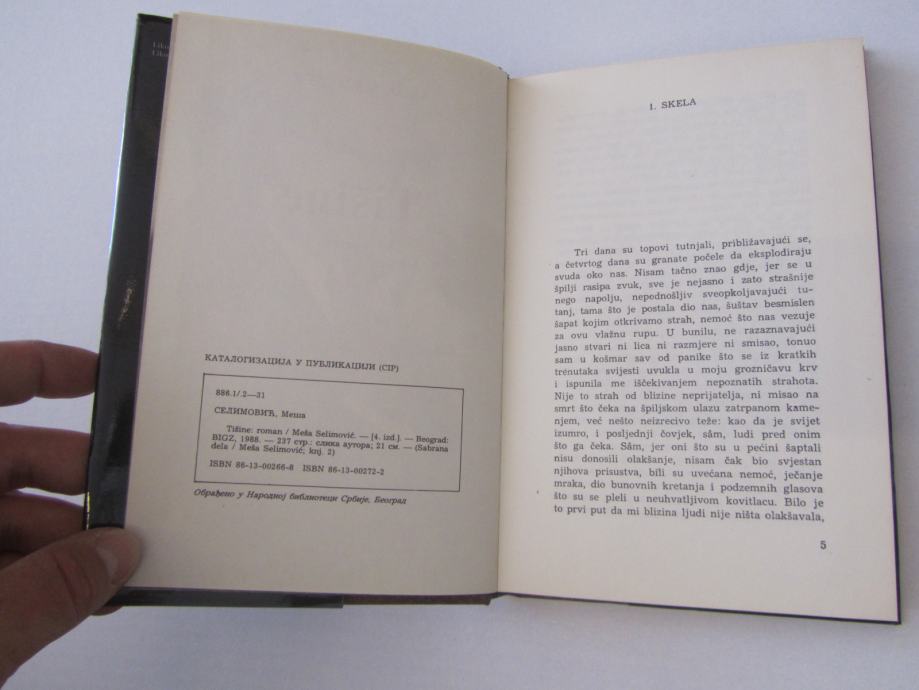 КАТАЛОГИЗАЦИЈА У ПУБЛИКАЦИЈИ (CIP)
886.1/.2—31
СЕЛИМОВИЋ, Меша
Tišine: roman / Meša Selimović. — [4. izd.]. — Beograd:
BIGZ, 1988. — 237 стр.: слика аутора; 21 см. — (Sabrana
dela / Meša Selimović; knj. 2)
ISBN 86-13-00266-8 ISBN 86-13-00272-2
Обрађено у Народној библиотеци Србије, Београд
1. SKELA
Tri dana su topovi tutnjali, približavajući se,
a četvrtog dana su granate počele da eksplodiraju
svuda oko nas. Nisam tačno znao gdje, jer se u
špilji rasipa zvuk, sve je nejasno i zato strašnije
nego napolju, nepodnošljiv sveopkoljavajući tu-
tanj, tama što je postala dio nas, šuštav besmislen
šapat kojim otkrivamo strah, nemoć što nas vezuje
za ovu vlažnu rupu. U bunilu, ne razaznavajući
jasno stvari ni lica ni razmjere ni smisao, tonuo
sam u košmar sav od panike što se iz kratkih
trenutaka svijesti uvukla u moju grozničavu krv
i ispunila me iščekivanjem nepoznatih strahota.
Nije to strah od blizine neprijatelja, ni misao na
smrt što čeka na špiljskom ulazu zatrpanom kame-
njem, već nešto neizrecivo teže: kao da je svijet
izumro, i posljednji čovjek, sâm, ludi pred onim
što ga čeka. Sâm, jer oni što su u pećini šaptali
nisu donosili olakšanje, nisam čak bio svjestan
njihova prisustva, bili su uvećana nemoć, ječanje
mraka, dio bunovnih kretanja i podzemnih glasova
što su se pleli u neuhvatljivom kovitlacu. Bilo je
to prvi put da mi blizina ljudi nije ništa olakšavala,
5